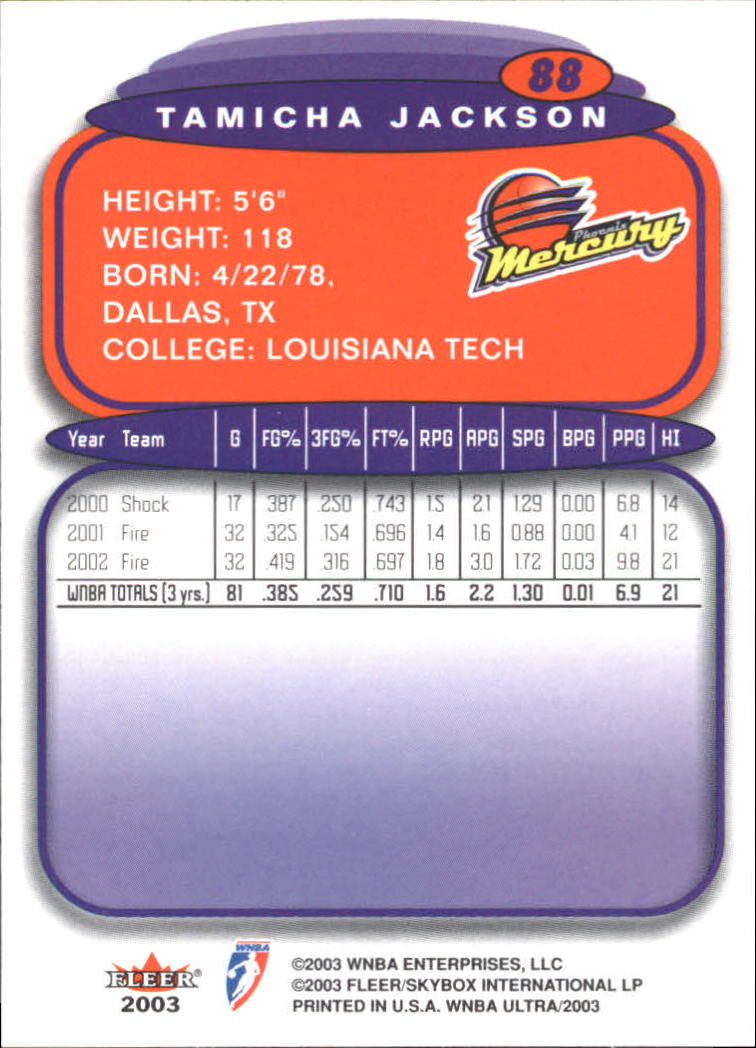 88
TAMICHA JACKSON
HEIGHT: 5'6"
WEIGHT: 118
BORN: 4/22/78,
DALLAS, TX
COLLEGE: LOUISIANA TECH
Phoenix
Mercury
Year Team G FG% 3FG% FT% RPG APG SPG BPG PPG HI
2000 Shock 17 .387 .250 .743 1.5 2.1 1.29 0.00 6.8 14
2001 Fire 32 .325 .154 .696 1.4 1.6 0.88 0.00 4.1 12
2002 Fire 32 .419 .316 .697 1.8 3.0 1.72 0.03 9.8 21
WNBA TOTALS (3 yrs.) 81 .385 .259 .710 1.6 2.2 1.30 0.01 6.9 21
FLEER®
2003
WNBA
©2003 WNBA ENTERPRISES, LLC
©2003 FLEER/SKYBOX INTERNATIONAL LP
PRINTED IN U.S.A. WNBA ULTRA/2003